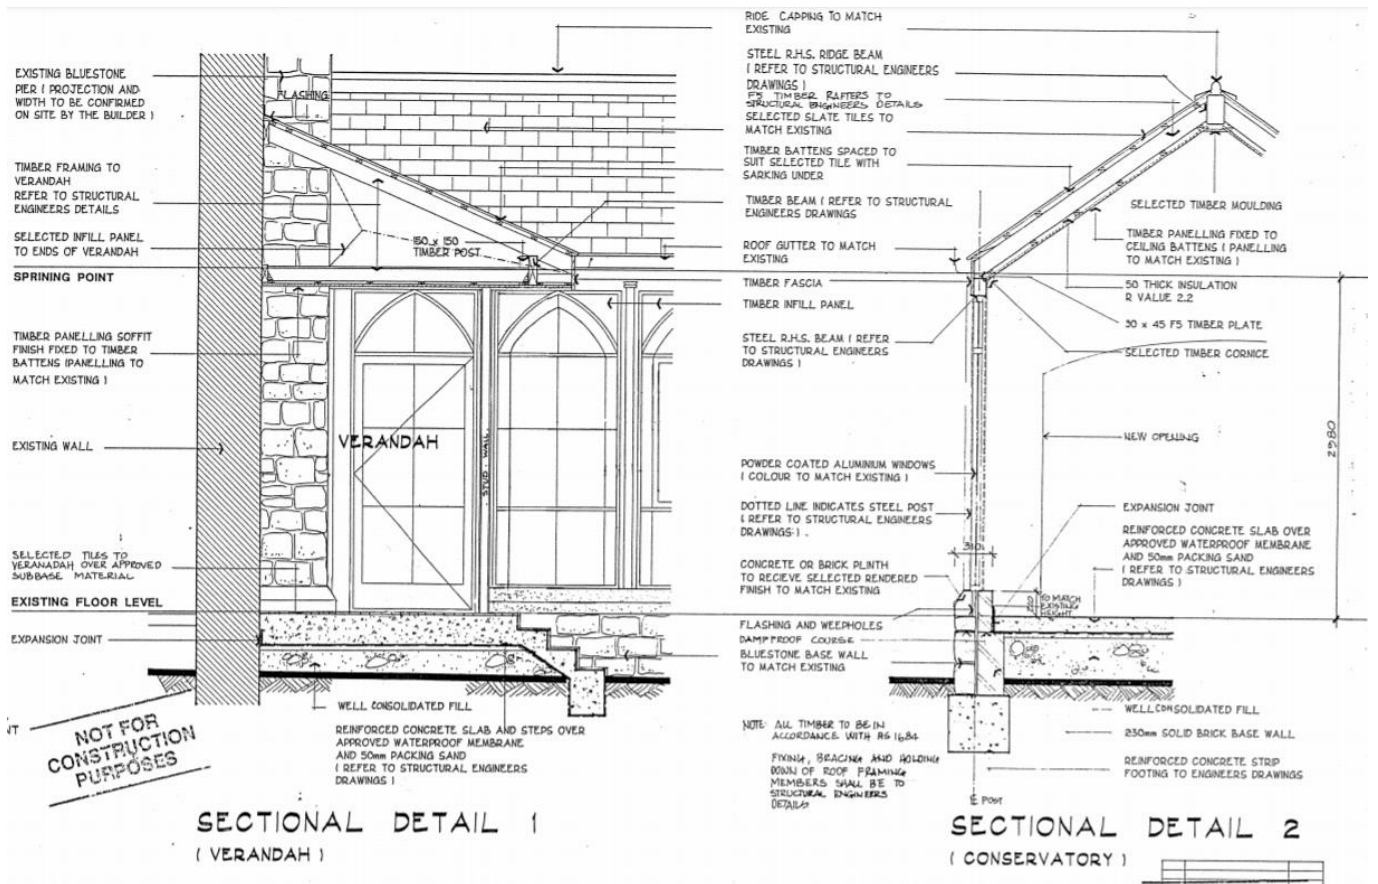 EXISTING BLUESTONE
PIER ( PROJECTION AND
WIDTH TO BE CONFIRMED
ON SITE BY THE BUILDER )
FLASHING
TIMBER FRAMING TO
VERANDAH
REFER TO STRUCTURAL
ENGINEERS DETAILS
SELECTED INFILL PANEL
TO ENDS OF VERANDAH
150 x 150
TIMBER POST
SPRINING POINT
TIMBER PANELLING SOFFIT
FINISH FIXED TO TIMBER
BATTENS (PANELLING TO
MATCH EXISTING )
EXISTING WALL
VERANDAH
STUD WALL
SELECTED TILES TO
VERANADAH OVER APPROVED
SUBBASE MATERIAL
EXISTING FLOOR LEVEL
EXPANSION JOINT
WELL CONSOLIDATED FILL
REINFORCED CONCRETE SLAB AND STEPS OVER
APPROVED WATERPROOF MEMBRANE
AND 50mm PACKING SAND
( REFER TO STRUCTURAL ENGINEERS
DRAWINGS )
NT
NOT FOR
CONSTRUCTION
PURPOSES
SECTIONAL DETAIL 1
( VERANDAH )
RIDE CAPPING TO MATCH
EXISTING
STEEL R.H.S. RIDGE BEAM
( REFER TO STRUCTURAL ENGINEERS
DRAWINGS )
F5 TIMBER RAFTERS TO
STRUCTURAL ENGINEERS DETAILS
SELECTED SLATE TILES TO
MATCH EXISTING
TIMBER BATTENS SPACED TO
SUIT SELECTED TILE WITH
SARKING UNDER
TIMBER BEAM ( REFER TO STRUCTURAL
ENGINEERS DRAWINGS
ROOF GUTTER TO MATCH
EXISTING
TIMBER FASCIA
TIMBER INFILL PANEL
STEEL R.H.S. BEAM ( REFER
TO STRUCTURAL ENGINEERS
DRAWINGS )
POWDER COATED ALUMINIUM WINDOWS
( COLOUR TO MATCH EXISTING )
DOTTED LINE INDICATES STEEL POST
( REFER TO STRUCTURAL ENGINEERS
DRAWINGS ) .
CONCRETE OR BRICK PLINTH
TO RECIEVE SELECTED RENDERED
FINISH TO MATCH EXISTING
FLASHING AND WEEPHOLES
DAMPPROOF COURSE
BLUESTONE BASE WALL
TO MATCH EXISTING
NOTE: ALL TIMBER TO BE IN
ACCORDANCE WITH AS 1684
FIXING, BRACING AND HOLDING
DOWN OF ROOF FRAMING
MEMBERS SHALL BE TO
STRUCTURAL ENGINEERS
DETAILS
SELECTED TIMBER MOULDING
TIMBER PANELLING FIXED TO
CEILING BATTENS ( PANELLING
TO MATCH EXISTING )
50 THICK INSULATION
R VALUE 2.2
90 x 45 F5 TIMBER PLATE
SELECTED TIMBER CORNICE
NEW OPENING
2980
EXPANSION JOINT
REINFORCED CONCRETE SLAB OVER
APPROVED WATERPROOF MEMBRANE
AND 50mm PACKING SAND
( REFER TO STRUCTURAL ENGINEERS
DRAWINGS )
TO MATCH
EXISTING
HEIGHT
WELL CONSOLIDATED FILL
230mm SOLID BRICK BASE WALL
REINFORCED CONCRETE STRIP
FOOTING TO ENGINEERS DRAWINGS
POST
SECTIONAL DETAIL 2
( CONSERVATORY )